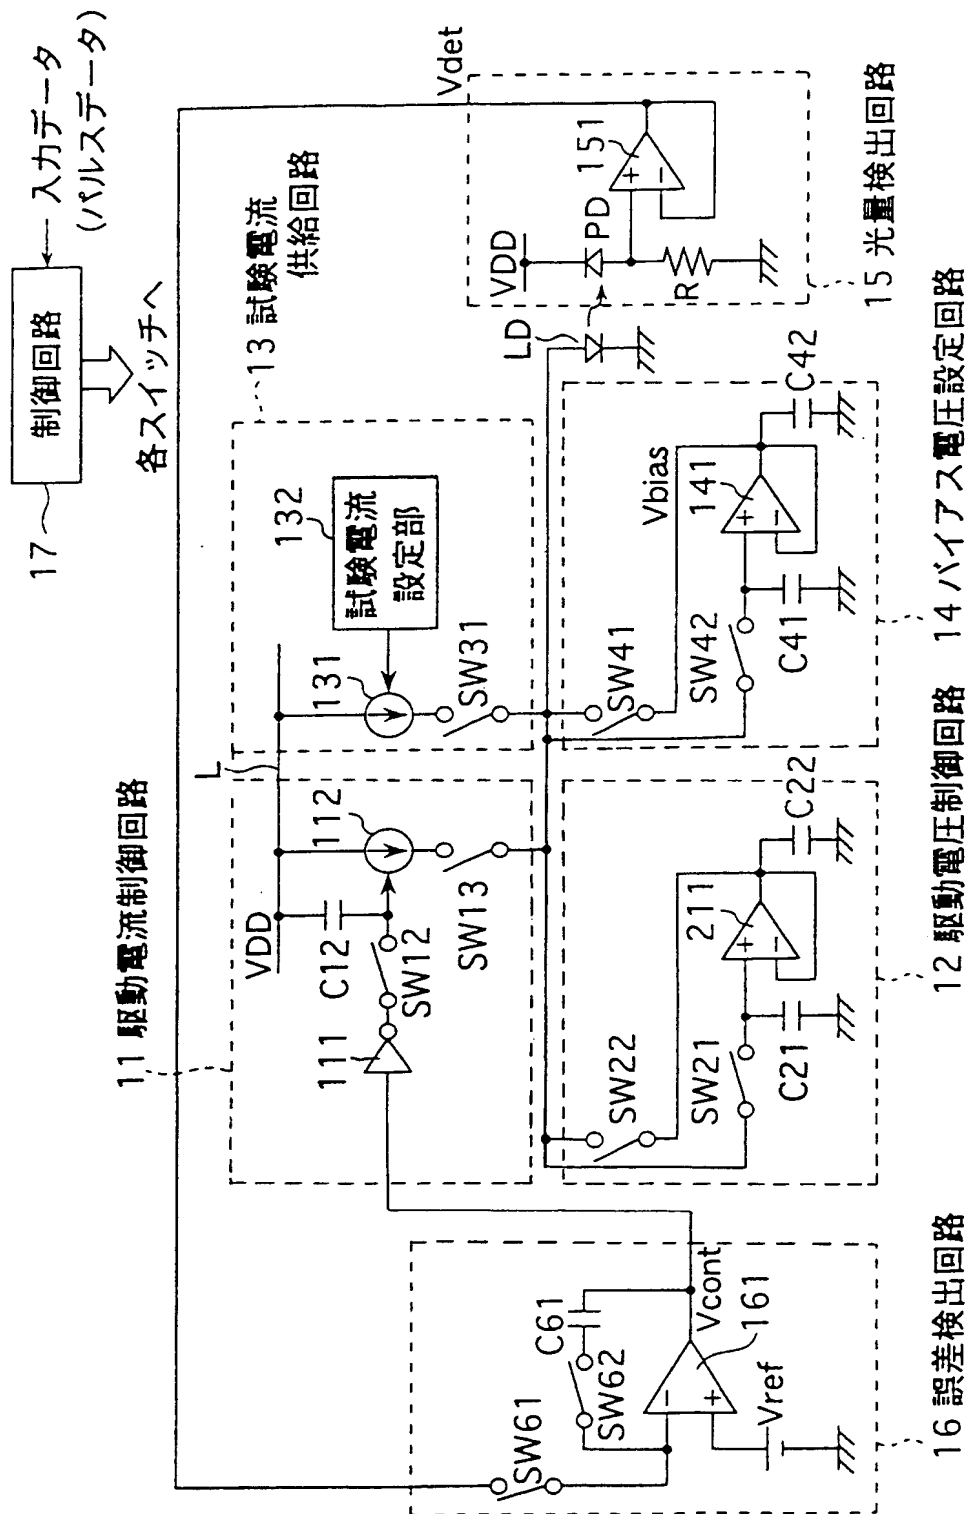 入力データ
(パルスデータ)
制御回路
17
各スイッチへ
11 駆動電流制御回路
13 試験電流
供給回路
VDD
L
C12
112
111
SW12
SW13
131
132
試験電流
設定部
SW31
Vdet
LD
VDD
PD
R
151
+
−
15 光量検出回路
SW61
C61
SW62
Vcont
161
−
+
Vref
16 誤差検出回路
SW22
SW21
C21
211
+
−
C22
12 駆動電圧制御回路
SW41
SW42
C41
Vbias
141
+
−
C42
14 バイアス電圧設定回路